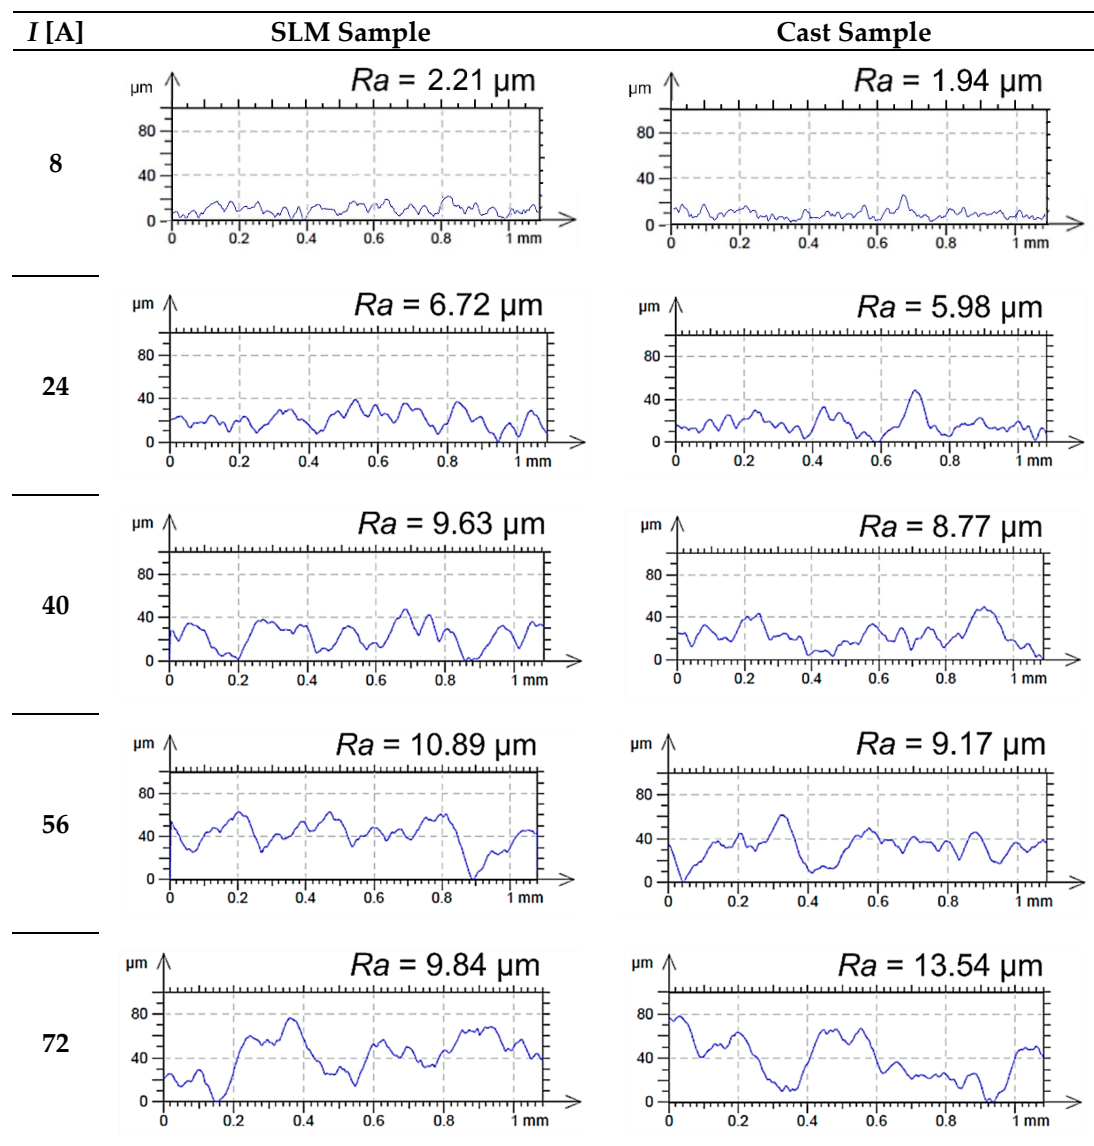 I [A] SLM Sample Cast Sample
8
µm Ra = 2.21 µm
80
40
0
0 0.2 0.4 0.6 0.8 1 mm
µm Ra = 1.94 µm
80
40
0
0 0.2 0.4 0.6 0.8 1 mm
24
µm Ra = 6.72 µm
80
40
0
0 0.2 0.4 0.6 0.8 1 mm
µm Ra = 5.98 µm
80
40
0
0 0.2 0.4 0.6 0.8 1 mm
40
µm Ra = 9.63 µm
80
40
0
0 0.2 0.4 0.6 0.8 1 mm
µm Ra = 8.77 µm
80
40
0
0 0.2 0.4 0.6 0.8 1 mm
56
µm Ra = 10.89 µm
80
40
0
0 0.2 0.4 0.6 0.8 1 mm
µm Ra = 9.17 µm
80
40
0
0 0.2 0.4 0.6 0.8 1 mm
72
µm Ra = 9.84 µm
80
40
0
0 0.2 0.4 0.6 0.8 1 mm
µm Ra = 13.54 µm
80
40
0
0 0.2 0.4 0.6 0.8 1 mm